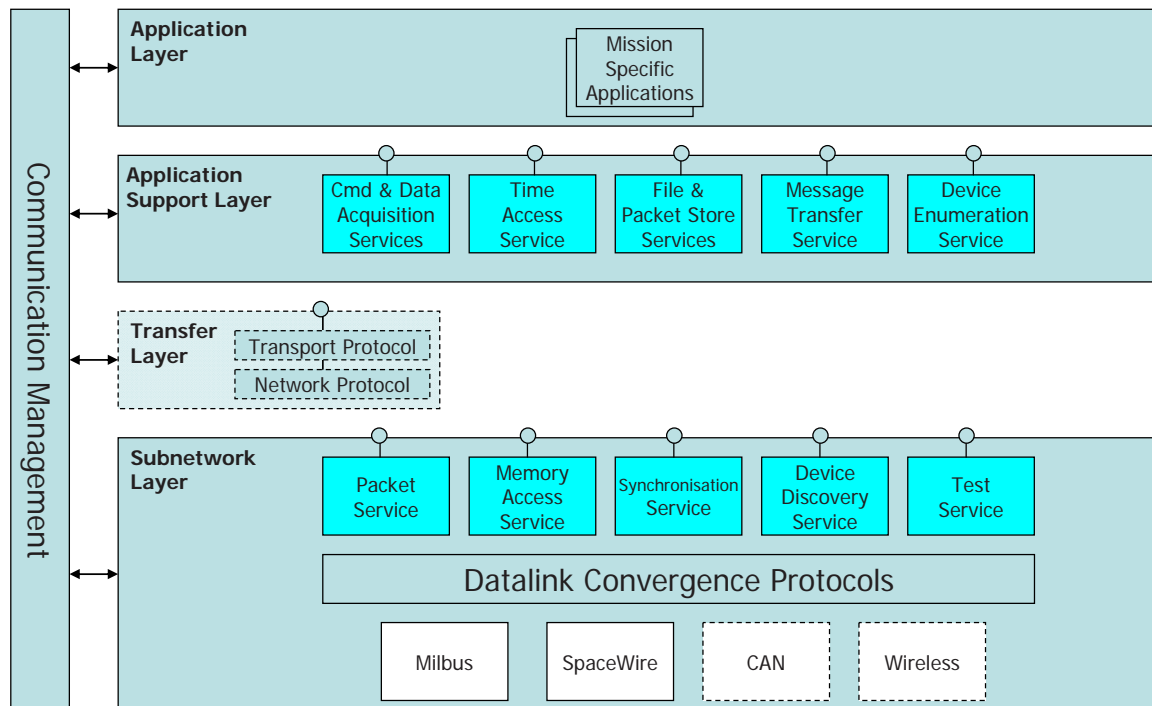 Communication Management
Application
Layer
Mission
Specific
Applications
Application
Support Layer
Cmd & Data
Acquisition
Services
Time
Access
Service
File &
Packet Store
Services
Message
Transfer
Service
Device
Enumeration
Service
Transfer
Layer
Transport Protocol
Network Protocol
Subnetwork
Layer
Packet
Service
Memory
Access
Service
Synchronisation
Service
Device
Discovery
Service
Test
Service
Datalink Convergence Protocols
Milbus
SpaceWire
CAN
Wireless